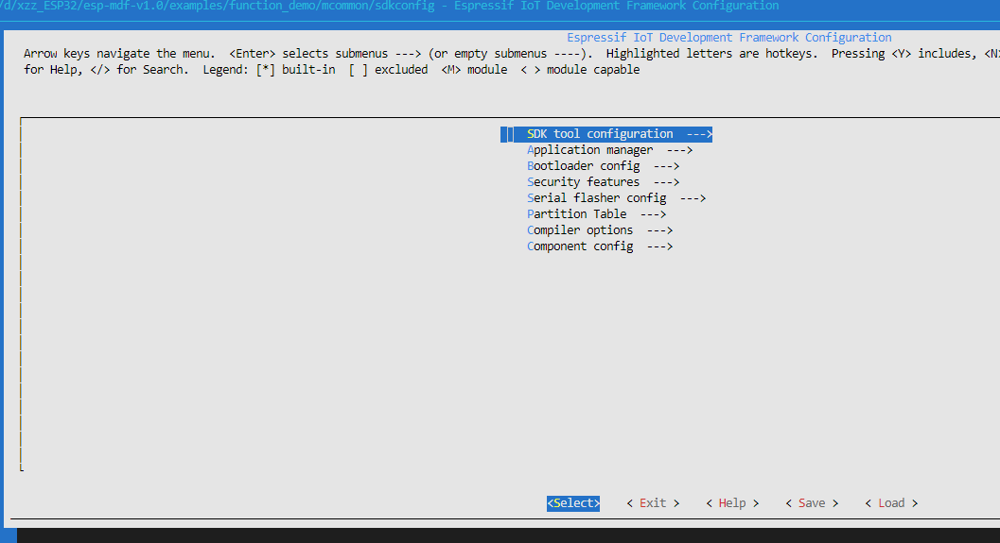 /d/xzz_ESP32/esp-mdf-v1.0/examples/function_demo/mcommon/sdkconfig - Espressif IoT Development Framework Configuration
Espressif IoT Development Framework Configuration
Arrow keys navigate the menu.  <Enter> selects submenus ---> (or empty submenus ----).  Highlighted letters are hotkeys.  Pressing <Y> includes, <N>
for Help, </> for Search.  Legend: [*] built-in  [ ] excluded  <M> module  < > module capable
SDK tool configuration  --->
Application manager  --->
Bootloader config  --->
Security features  --->
Serial flasher config  --->
Partition Table  --->
Compiler options  --->
Component config  --->
<Select>    < Exit >    < Help >    < Save >    < Load >